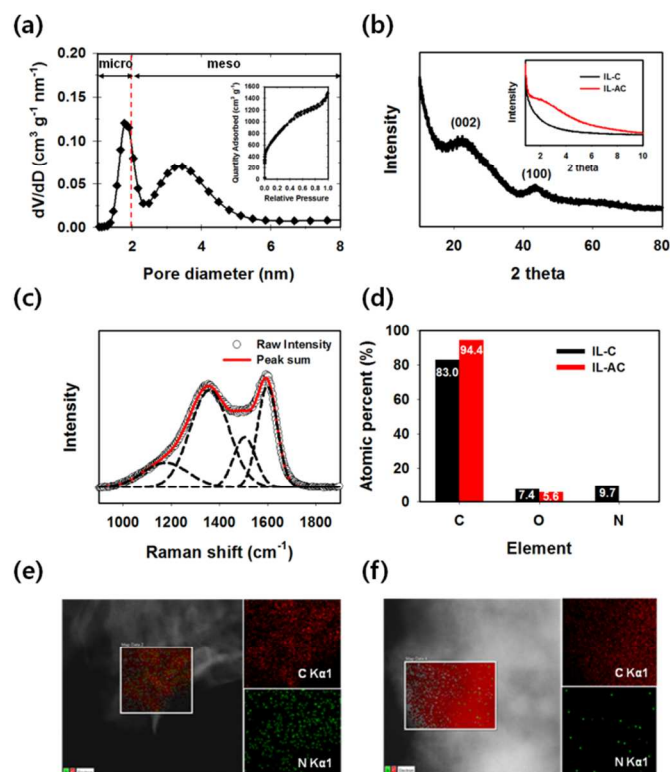 (a)
micro
meso
dV/dD (cm³ g⁻¹ nm⁻¹)
0.20
0.15
0.10
0.05
0.00
Quantity Adsorbed (cm³ g⁻¹)
1600
1400
1200
1000
800
600
400
200
0
0.0 0.2 0.4 0.6 0.8 1.0
Relative Pressure
2 4 6 8
Pore diameter (nm)
(b)
Intensity
(002)
(100)
Intensity
IL-C
IL-AC
2 4 6 8 10
2 theta
20 40 60 80
2 theta
(c)
Intensity
Raw Intensity
Peak sum
1000 1200 1400 1600 1800
Raman shift (cm⁻¹)
(d)
Atomic percent (%)
100
80
60
40
20
0
IL-C
IL-AC
83.0
94.4
7.4
5.6
9.7
C O N
Element
(e)
C Kα1
N Kα1
(f)
C Kα1
N Kα1